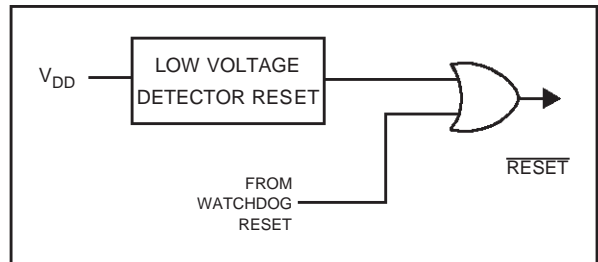 V_DD
LOW VOLTAGE
DETECTOR RESET
FROM
WATCHDOG
RESET
RESET